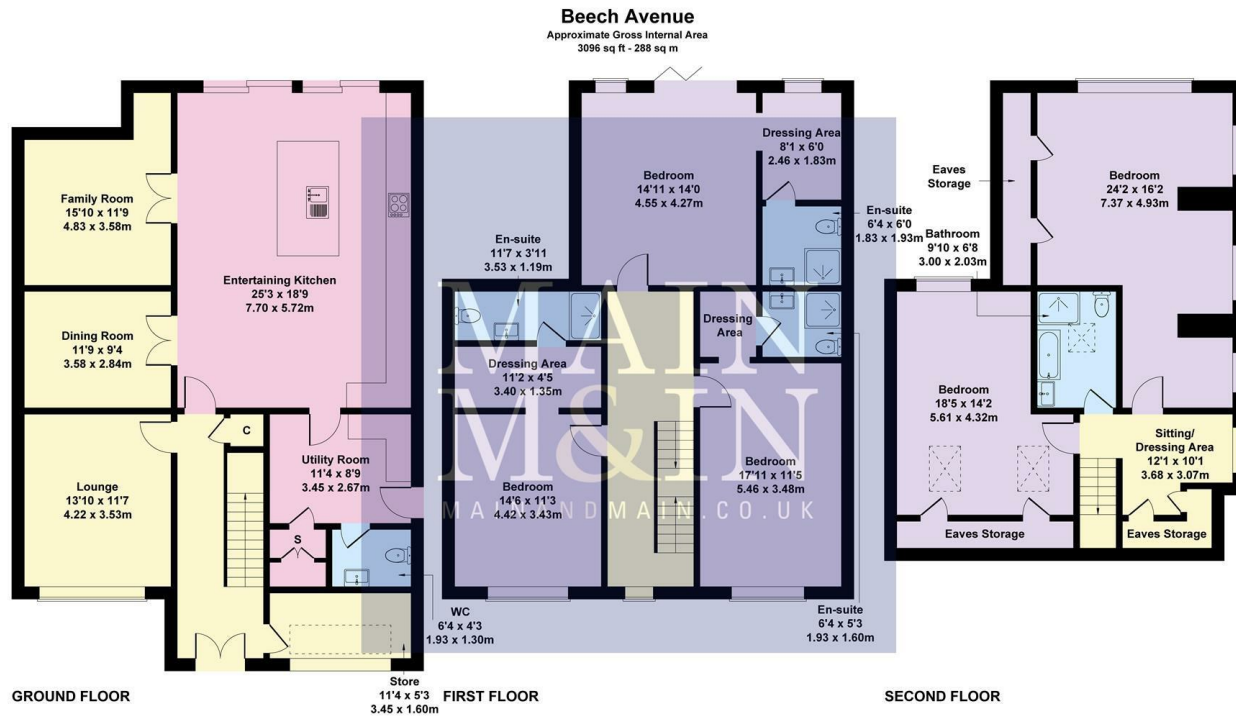 Beech Avenue
Approximate Gross Internal Area
3096 sq ft - 288 sq m
Family Room
15'10 x 11'9
4.83 x 3.58m
Dining Room
11'9 x 9'4
3.58 x 2.84m
Entertaining Kitchen
25'3 x 18'9
7.70 x 5.72m
Lounge
13'10 x 11'7
4.22 x 3.53m
C
Utility Room
11'4 x 8'9
3.45 x 2.67m
S
WC
6'4 x 4'3
1.93 x 1.30m
Store
11'4 x 5'3
3.45 x 1.60m
GROUND FLOOR
Bedroom
14'11 x 14'0
4.55 x 4.27m
Dressing Area
8'1 x 6'0
2.46 x 1.83m
En-suite
6'4 x 6'0
1.83 x 1.93m
En-suite
11'7 x 3'11
3.53 x 1.19m
Dressing
Area
Dressing Area
11'2 x 4'5
3.40 x 1.35m
Bedroom
14'6 x 11'3
4.42 x 3.43m
Bedroom
17'11 x 11'5
5.46 x 3.48m
En-suite
6'4 x 5'3
1.93 x 1.60m
MAIN
M&IN
MAINANDMAIN.CO.UK
FIRST FLOOR
Eaves
Storage
Bedroom
24'2 x 16'2
7.37 x 4.93m
Bathroom
9'10 x 6'8
3.00 x 2.03m
Bedroom
18'5 x 14'2
5.61 x 4.32m
Sitting/
Dressing Area
12'1 x 10'1
3.68 x 3.07m
Eaves Storage
Eaves Storage
SECOND FLOOR